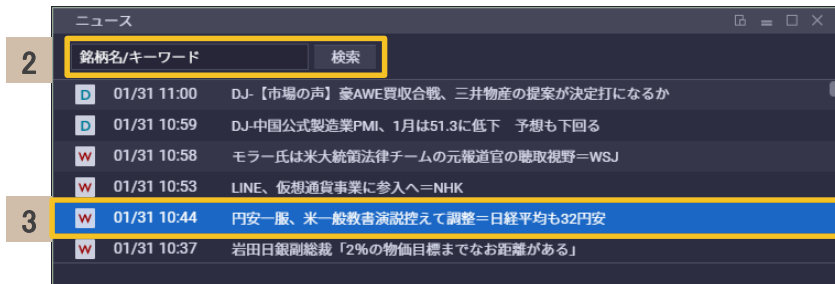 ニュース
2
銘柄名/キーワード 検索
D 01/31 11:00 DJ-【市場の声】豪AWE買収合戦、三井物産の提案が決定打になるか
D 01/31 10:59 DJ-中国公式製造業PMI、1月は51.3に低下 予想も下回る
W 01/31 10:58 モラー氏は米大統領法律チームの元報道官の聴取視野=WSJ
W 01/31 10:53 LINE、仮想通貨事業に参入へ=NHK
3
W 01/31 10:44 円安一服、米一般教書演説控えて調整=日経平均も32円安
W 01/31 10:37 岩田日銀副総裁「2%の物価目標までなお距離がある」